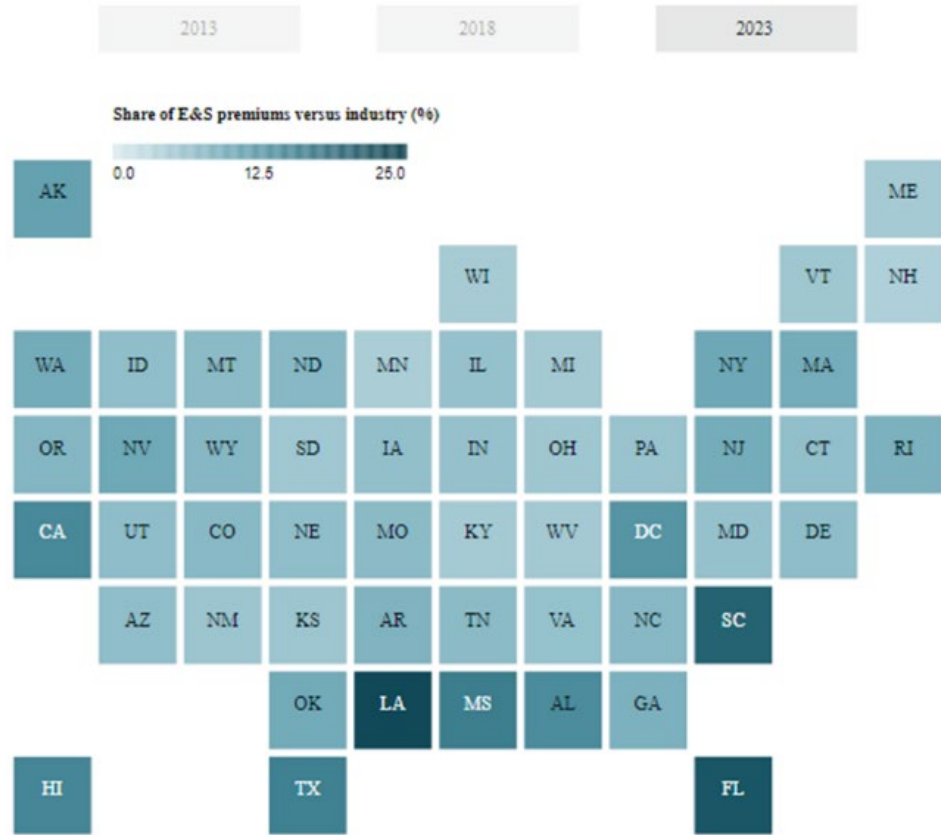 2013 2018 2023
Share of E&S premiums versus industry (%)
0.0 12.5 25.0
AK ME
WI VT NH
WA ID MT ND MN IL MI NY MA
OR NV WY SD IA IN OH PA NJ CT RI
CA UT CO NE MO KY WV DC MD DE
AZ NM KS AR TN VA NC SC
OK LA MS AL GA
HI TX FL